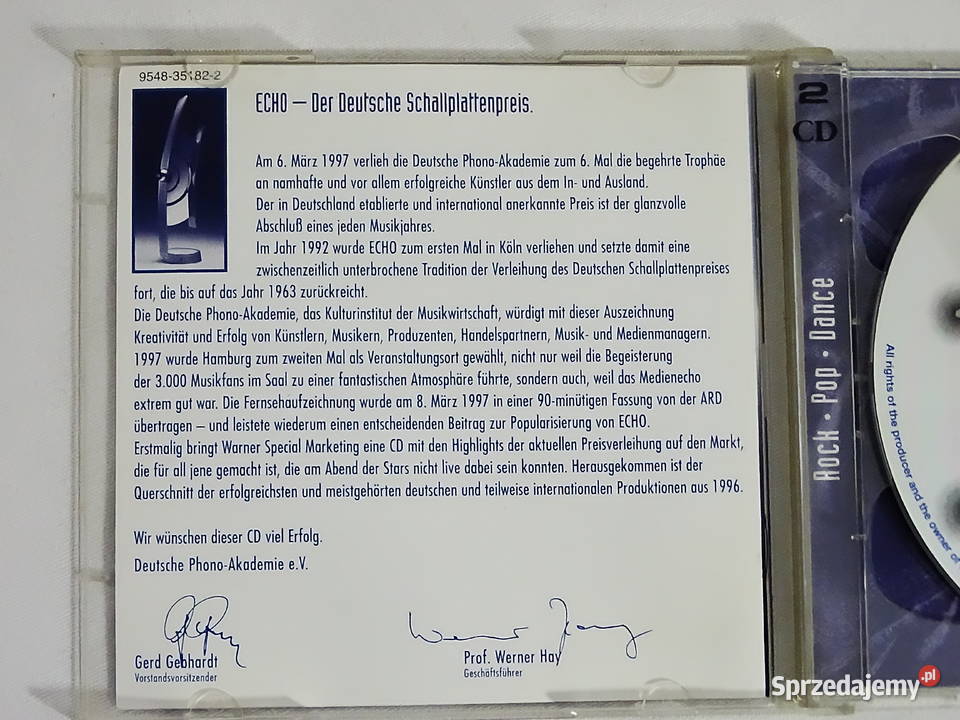 9548-35182-2
ECHO – Der Deutsche Schallplattenpreis.
Am 6. März 1997 verlieh die Deutsche Phono-Akademie zum 6. Mal die begehrte Trophäe
an namhafte und vor allem erfolgreiche Künstler aus dem In- und Ausland.
Der in Deutschland etablierte und international anerkannte Preis ist der glanzvolle
Abschluß eines jeden Musikjahres.
Im Jahr 1992 wurde ECHO zum ersten Mal in Köln verliehen und setzte damit eine
zwischenzeitlich unterbrochene Tradition der Verleihung des Deutschen Schallplattenpreises
fort, die bis auf das Jahr 1963 zurückreicht.
Die Deutsche Phono-Akademie, das Kulturinstitut der Musikwirtschaft, würdigt mit dieser Auszeichnung
Kreativität und Erfolg von Künstlern, Musikern, Produzenten, Handelspartnern, Musik- und Medienmanagern.
1997 wurde Hamburg zum zweiten Mal als Veranstaltungsort gewählt, nicht nur weil die Begeisterung
der 3.000 Musikfans im Saal zu einer fantastischen Atmosphäre führte, sondern auch, weil das Medienecho
extrem gut war. Die Fernsehaufzeichnung wurde am 8. März 1997 in einer 90-minütigen Fassung von der ARD
übertragen – und leistete wiederum einen entscheidenden Beitrag zur Popularisierung von ECHO.
Erstmalig bringt Warner Special Marketing eine CD mit den Highlights der aktuellen Preisverleihung auf den Markt,
die für all jene gemacht ist, die am Abend der Stars nicht live dabei sein konnten. Herausgekommen ist der
Querschnitt der erfolgreichsten und meistgehörten deutschen und teilweise internationalen Produktionen aus 1996.
Wir wünschen dieser CD viel Erfolg.
Deutsche Phono-Akademie e.V.
Gerd Gebhardt
Vorstandsvorsitzender
Prof. Werner Hay
Geschäftsführer
2
CD
Rock • Pop • Dance
All rights of the producer and the owner of
Sprzedajemy.pl